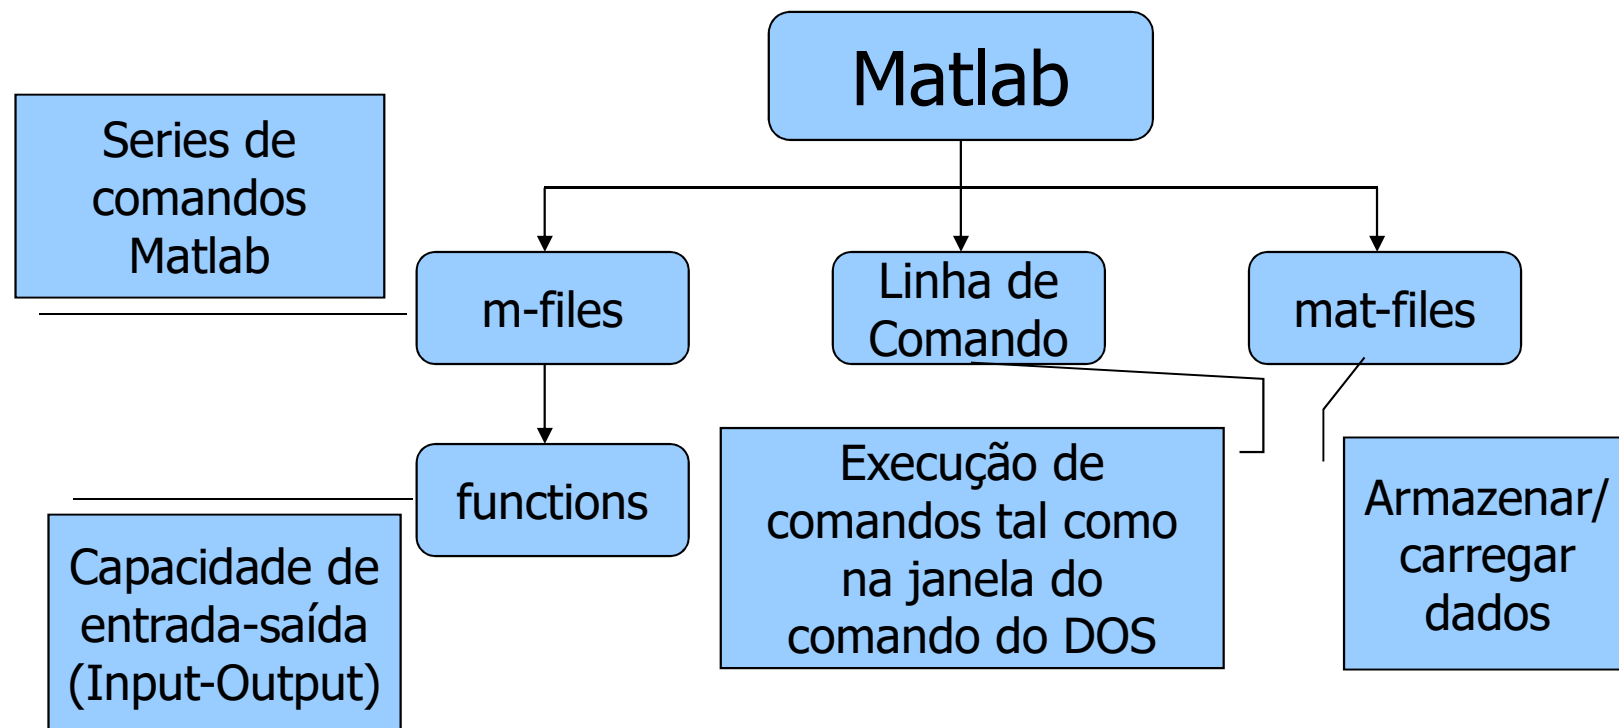 Matlab
Series de
comandos
Matlab
m-files
Linha de
Comando
mat-files
functions
Capacidade de
entrada-saída
(Input-Output)
Execução de
comandos tal como
na janela do
comando do DOS
Armazenar/
carregar
dados